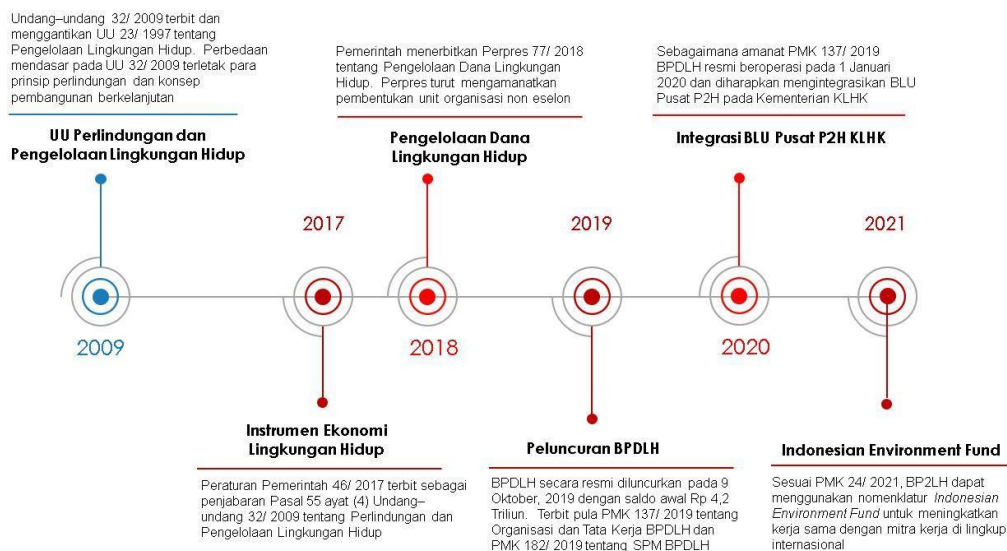 Undang–undang 32/ 2009 terbit dan
menggantikan UU 23/ 1997 tentang
Pengelolaan Lingkungan Hidup. Perbedaan
mendasar pada UU 32/ 2009 terletak para
prinsip perlindungan dan konsep
pembangunan berkelanjutan
UU Perlindungan dan
Pengelolaan Lingkungan Hidup
2009
2017
Instrumen Ekonomi
Lingkungan Hidup
Peraturan Pemerintah 46/ 2017 terbit sebagai
penjabaran Pasal 55 ayat (4) Undang–
undang 32/ 2009 tentang Perlindungan dan
Pengelolaan Lingkungan Hidup
Pemerintah menerbitkan Perpres 77/ 2018
tentang Pengelolaan Dana Lingkungan
Hidup. Perpres turut mengamanatkan
pembentukan unit organisasi non eselon
Pengelolaan Dana
Lingkungan Hidup
2018
2019
Peluncuran BPDLH
BPDLH secara resmi diluncurkan pada 9
Oktober, 2019 dengan saldo awal Rp 4,2
Triliun. Terbit pula PMK 137/ 2019 tentang
Organisasi dan Tata Kerja BPDLH dan
PMK 182/ 2019 tentang SPM BPDLH
Sebagaimana amanat PMK 137/ 2019
BPDLH resmi beroperasi pada 1 Januari
2020 dan diharapkan mengintegrasikan BLU
Pusat P2H pada Kementerian KLHK
Integrasi BLU Pusat P2H KLHK
2020
2021
Indonesian Environment Fund
Sesuai PMK 24/ 2021, BP2LH dapat
menggunakan nomenklatur Indonesian
Environment Fund untuk meningkatkan
kerja sama dengan mitra kerja di lingkup
internasional